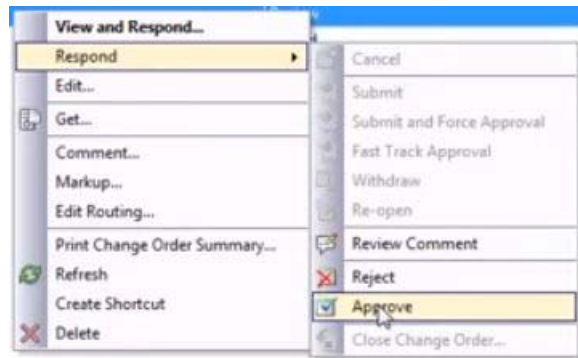 View and Respond...
Respond
Edit...
Get...
Comment...
Markup...
Edit Routing...
Print Change Order Summary...
Refresh
Create Shortcut
Delete
Cancel
Submit
Submit and Force Approval
Fast Track Approval
Withdraw
Re-open
Review Comment
Reject
Approve
Close Change Order...